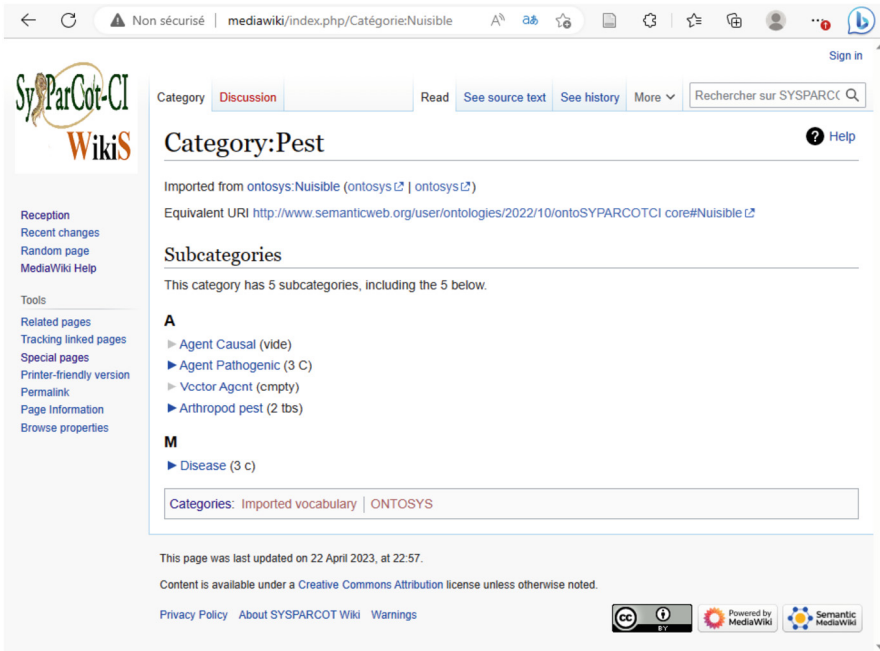 Non sécurisé | mediawiki/index.php/Catégorie:Nuisible
Sign in
SyParCot-CI
WikiS
Category Discussion Read See source text See history More Rechercher sur SYSPARC(
Category:Pest
Help
Imported from ontosys:Nuisible (ontosys | ontosys)
Equivalent URI http://www.semanticweb.org/user/ontologies/2022/10/ontoSYPARCOTCI core#Nuisible
Reception
Recent changes
Random page
MediaWiki Help
Tools
Related pages
Tracking linked pages
Special pages
Printer-friendly version
Permalink
Page Information
Browse properties
Subcategories
This category has 5 subcategories, including the 5 below.
A
Agent Causal (vide)
Agent Pathogenic (3 C)
Vector Agent (empty)
Arthropod pest (2 tbs)
M
Disease (3 c)
Categories: Imported vocabulary | ONTOSYS
This page was last updated on 22 April 2023, at 22:57.
Content is available under a Creative Commons Attribution license unless otherwise noted.
Privacy Policy About SYSPARCOT Wiki Warnings
cc BY
Powered by MediaWiki
Semantic MediaWiki